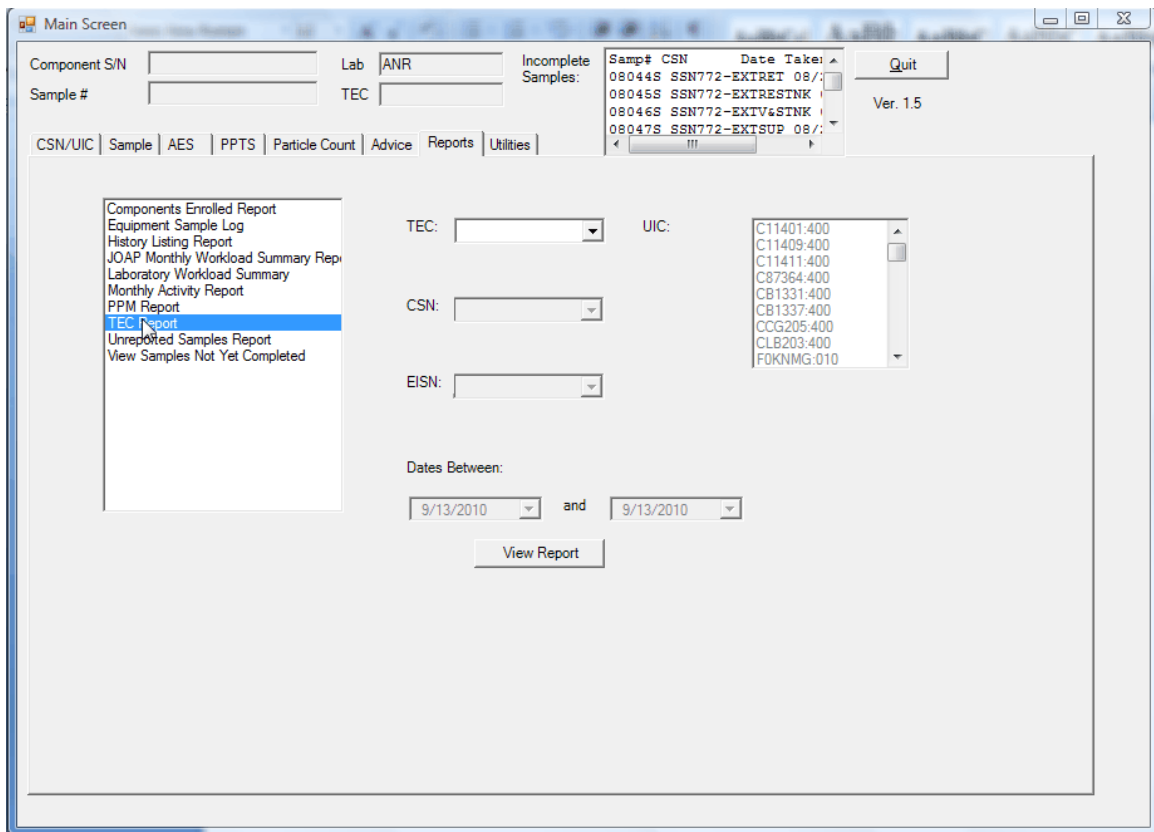 Main Screen
Component S/N
Lab ANR
Incomplete Samples:
Samp# CSN Date Taken
08044S SSN772-EXTRET 08/
08045S SSN772-EXTRESTNK
08046S SSN772-EXTV&STNK
08047S SSN772-EXTSUP 08/
Quit
Sample #
TEC
Ver. 1.5
CSN/UIC Sample AES PPTS Particle Count Advice Reports Utilities
Components Enrolled Report
Equipment Sample Log
History Listing Report
JOAP Monthly Workload Summary Repo
Laboratory Workload Summary
Monthly Activity Report
PPM Report
TEC Report
Unreported Samples Report
View Samples Not Yet Completed
TEC:
CSN:
EISN:
UIC:
C11401:400
C11409:400
C11411:400
C87364:400
CB1331:400
CB1337:400
CCG205:400
CLB203:400
F0KNMG:010
Dates Between:
9/13/2010 and 9/13/2010
View Report